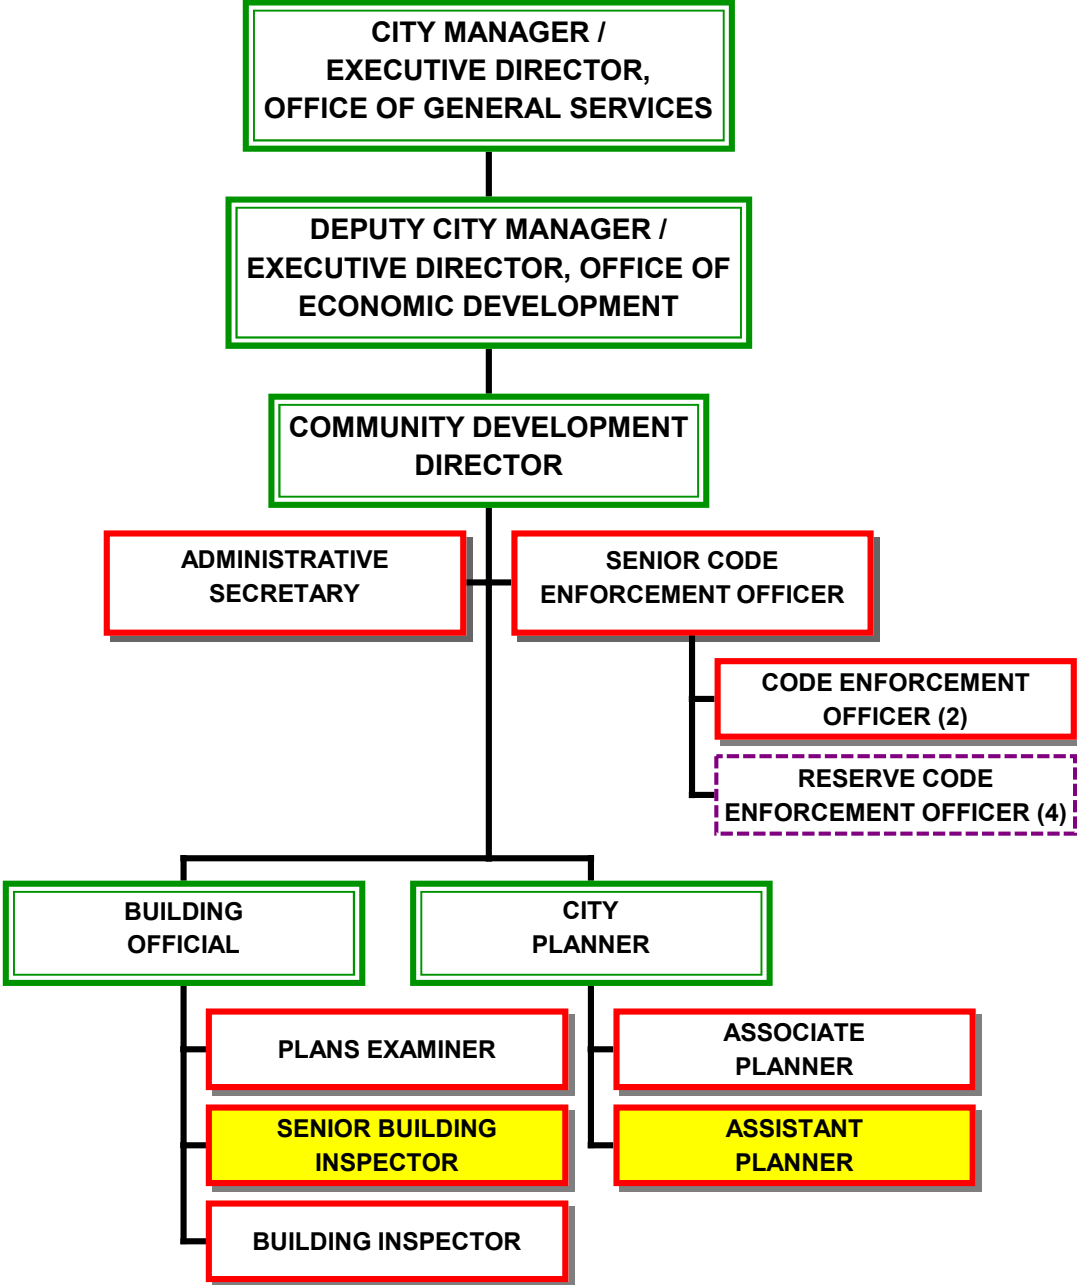 CITY MANAGER /
EXECUTIVE DIRECTOR,
OFFICE OF GENERAL SERVICES
DEPUTY CITY MANAGER /
EXECUTIVE DIRECTOR, OFFICE OF
ECONOMIC DEVELOPMENT
COMMUNITY DEVELOPMENT
DIRECTOR
ADMINISTRATIVE
SECRETARY
SENIOR CODE
ENFORCEMENT OFFICER
CODE ENFORCEMENT
OFFICER (2)
RESERVE CODE
ENFORCEMENT OFFICER (4)
BUILDING
OFFICIAL
CITY
PLANNER
PLANS EXAMINER
SENIOR BUILDING
INSPECTOR
BUILDING INSPECTOR
ASSOCIATE
PLANNER
ASSISTANT
PLANNER